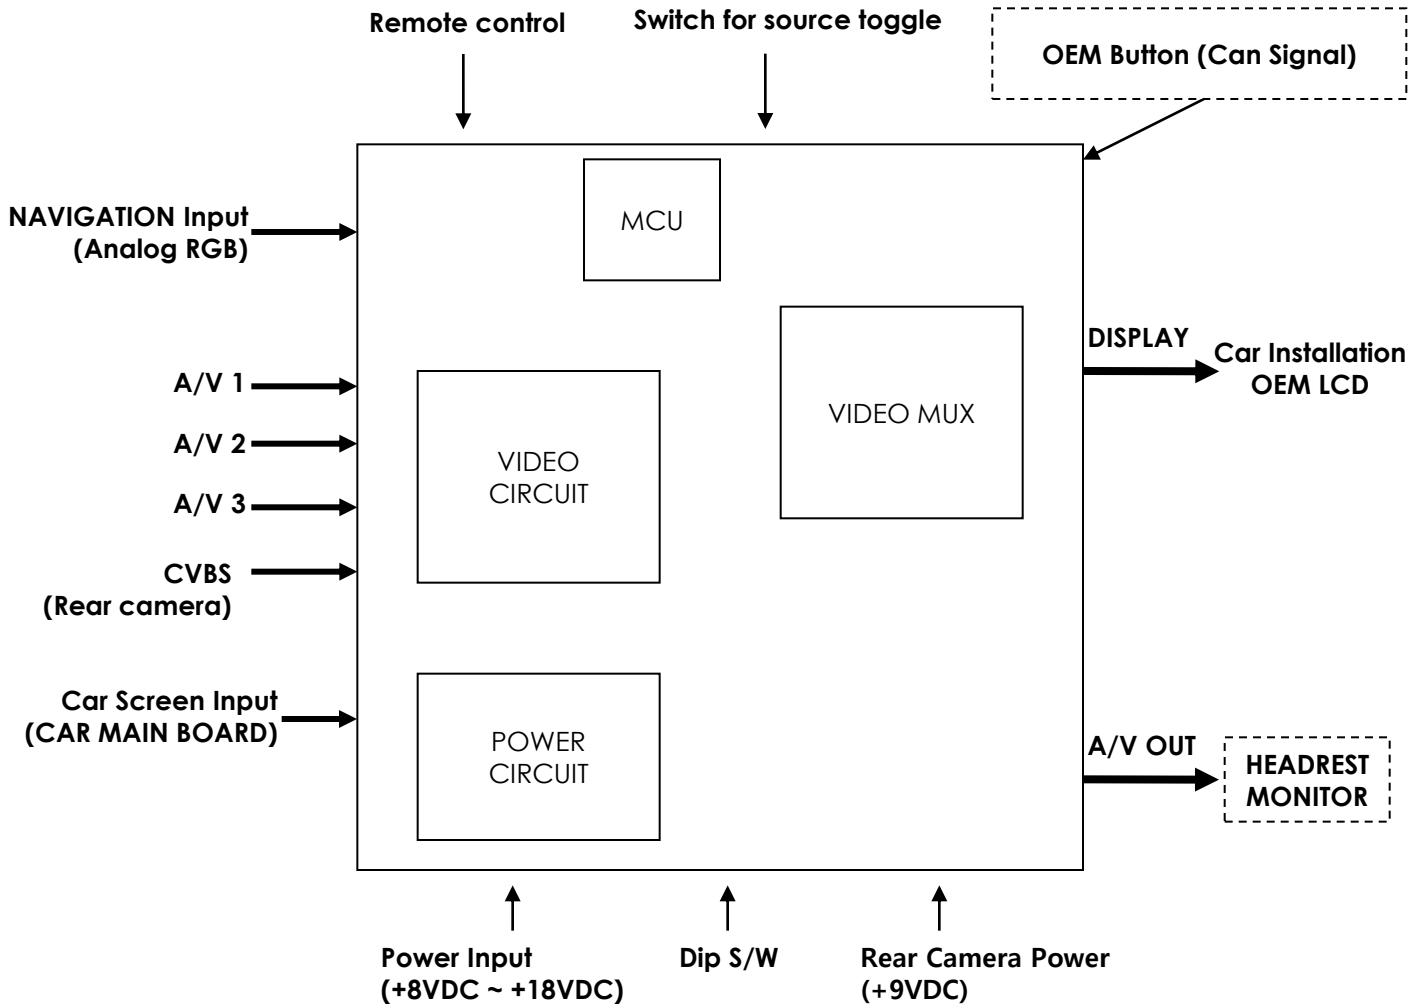 Remote control
Switch for source toggle
OEM Button (Can Signal)
MCU
NAVIGATION Input
(Analog RGB)
DISPLAY
Car Installation
OEM LCD
A/V 1
A/V 2
A/V 3
VIDEO
CIRCUIT
VIDEO MUX
CVBS
(Rear camera)
Car Screen Input
(CAR MAIN BOARD)
POWER
CIRCUIT
A/V OUT
HEADREST
MONITOR
Power Input
(+8VDC ~ +18VDC)
Dip S/W
Rear Camera Power
(+9VDC)